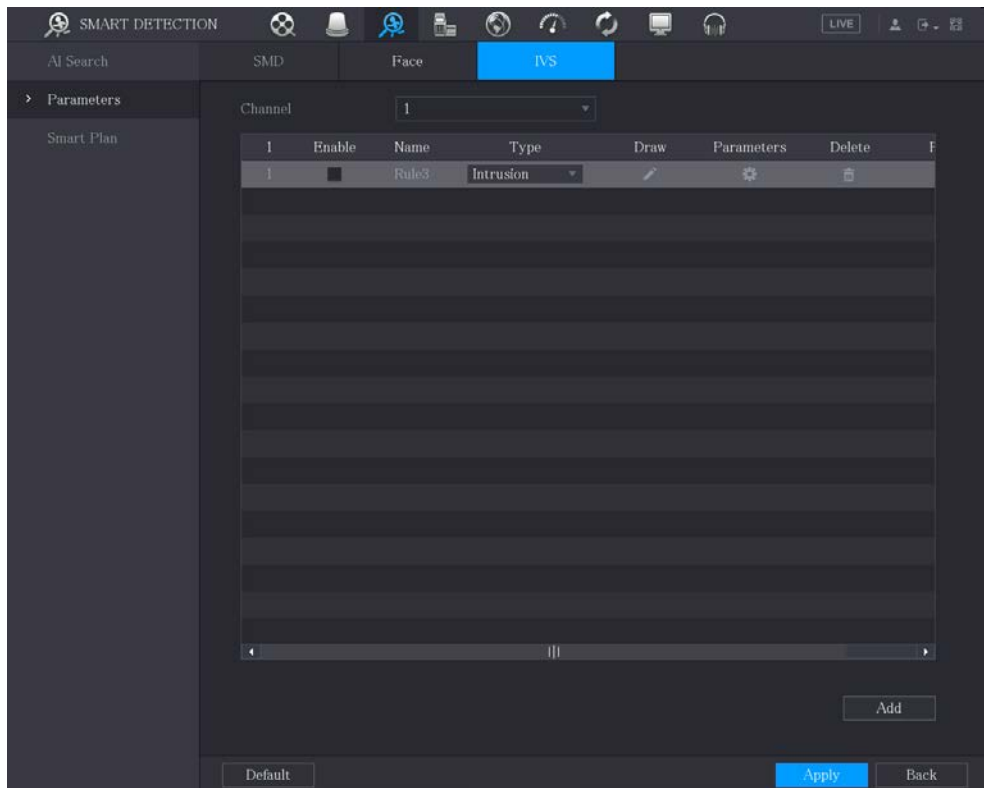 SMART DETECTION LIVE
AI Search SMD Face IVS
Parameters
Channel 1
Smart Plan
1 Enable Name Type Draw Parameters Delete
1 Rule3 Intrusion
Add
Default Apply Back